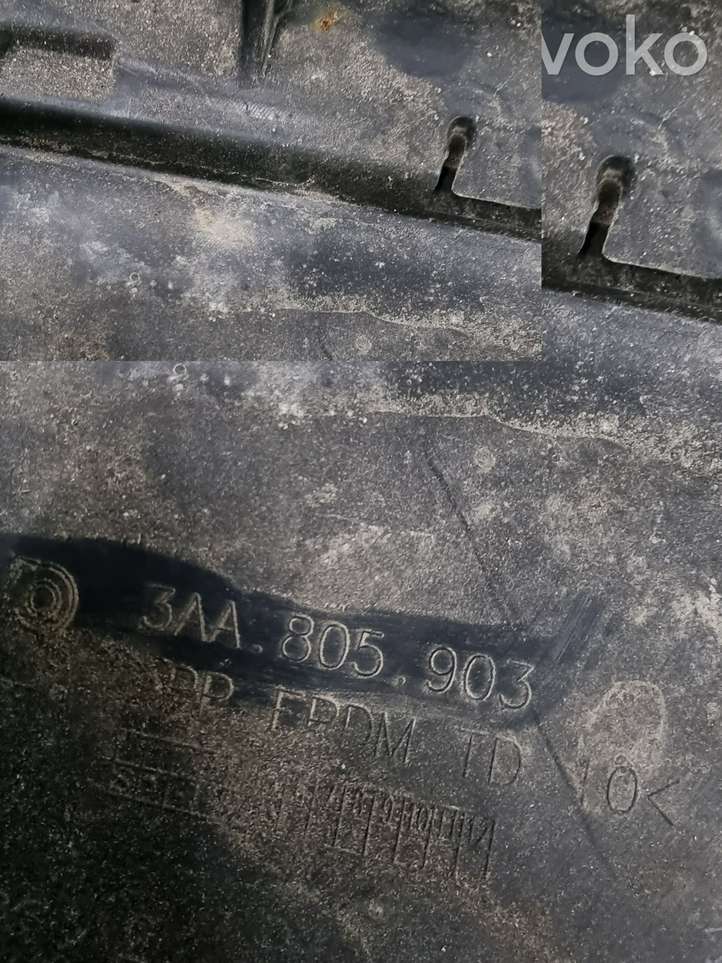 voko
3AA.805.903
PP EPDM TD 10<